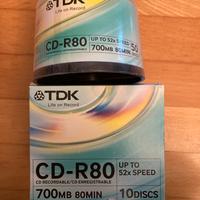 TDK
Life on Record
CD-R80
UP TO 52x SPEED
700MB 80MIN
50
TDK
Life on Record
CD-R80
CD RECORDABLE/CD ENREGISTRABLE
UP TO
52x SPEED
700MB 80MIN
10DISCS